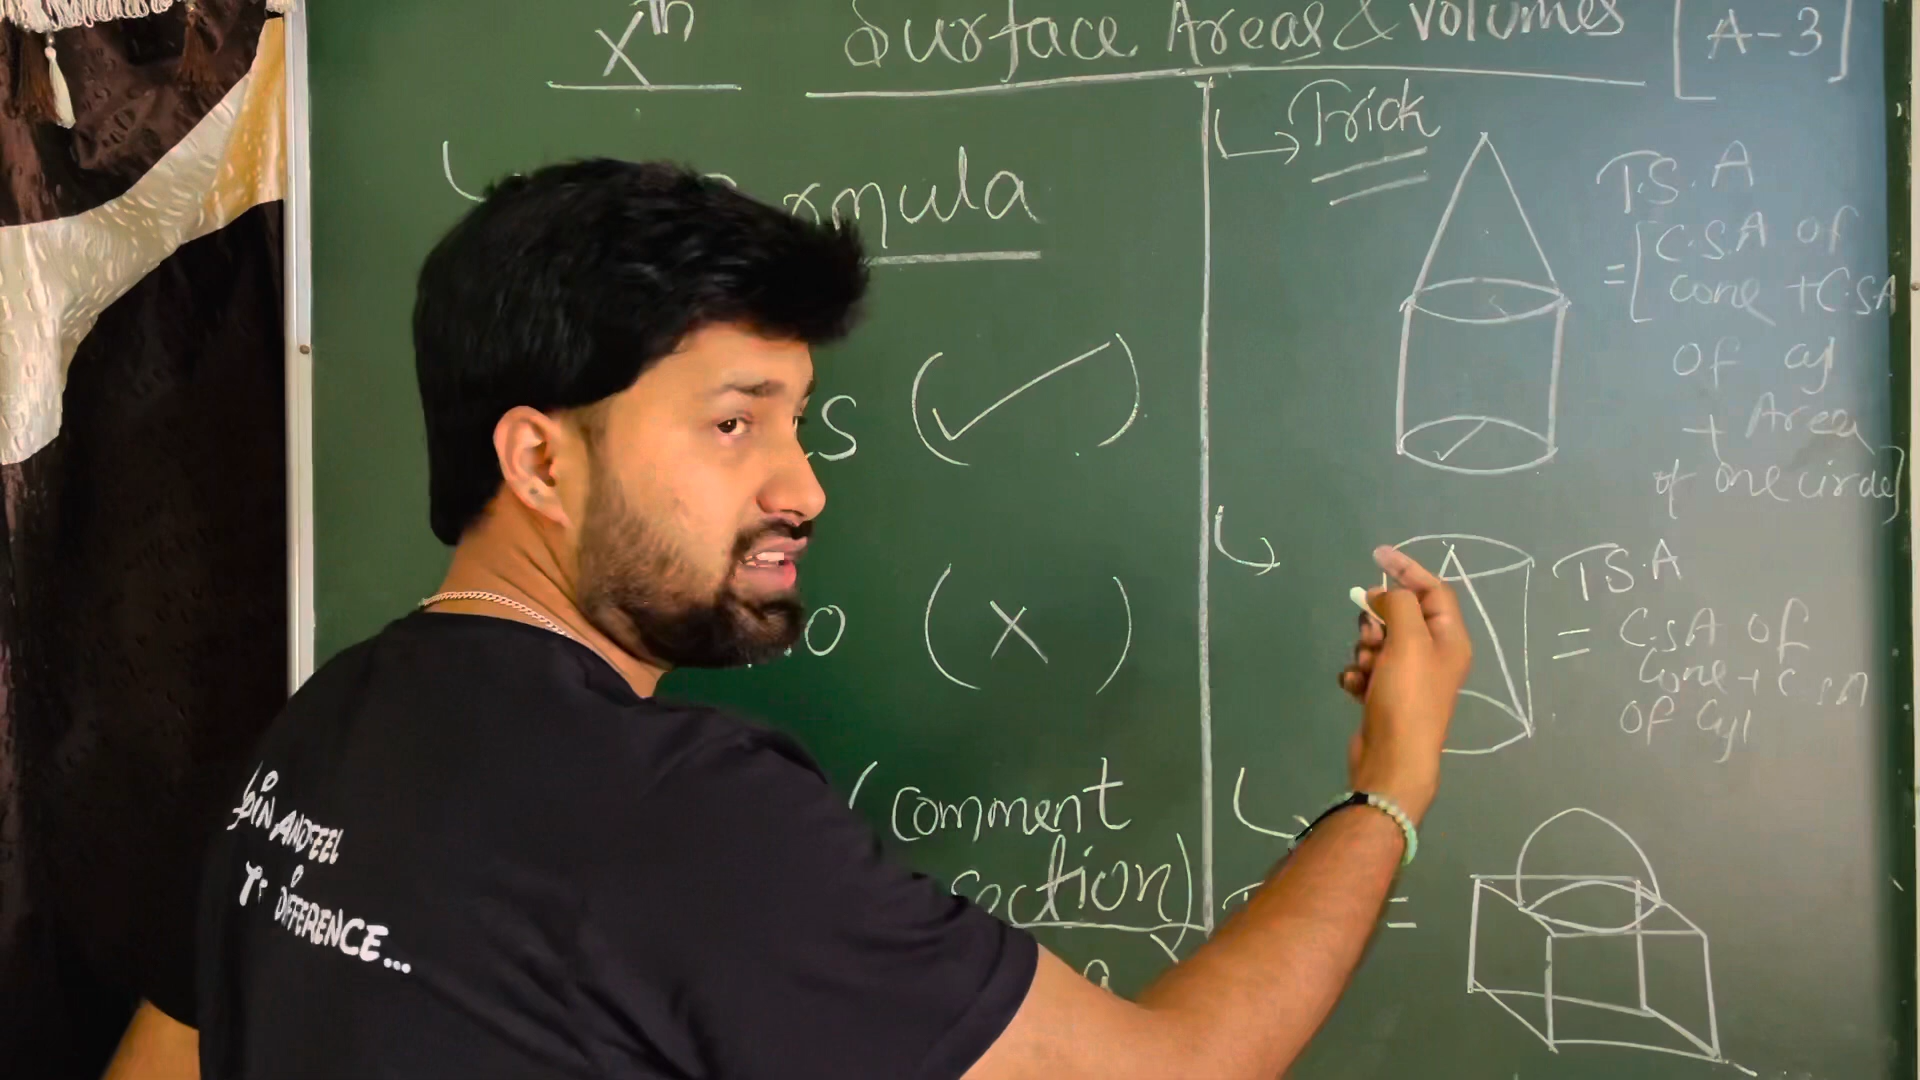 Xth
Surface Areas & Volumes
[A-3]
Trick
T.S.A
=[C.S.A of
cone + C.S.A
of cyl
+ Area
of one circle]
(✓)
(×)
(comment
section)
TSA
= C.S.A of
Cone + C.S.A
of Cyl
=
JOIN AND FEEL
DIFFERENCE...